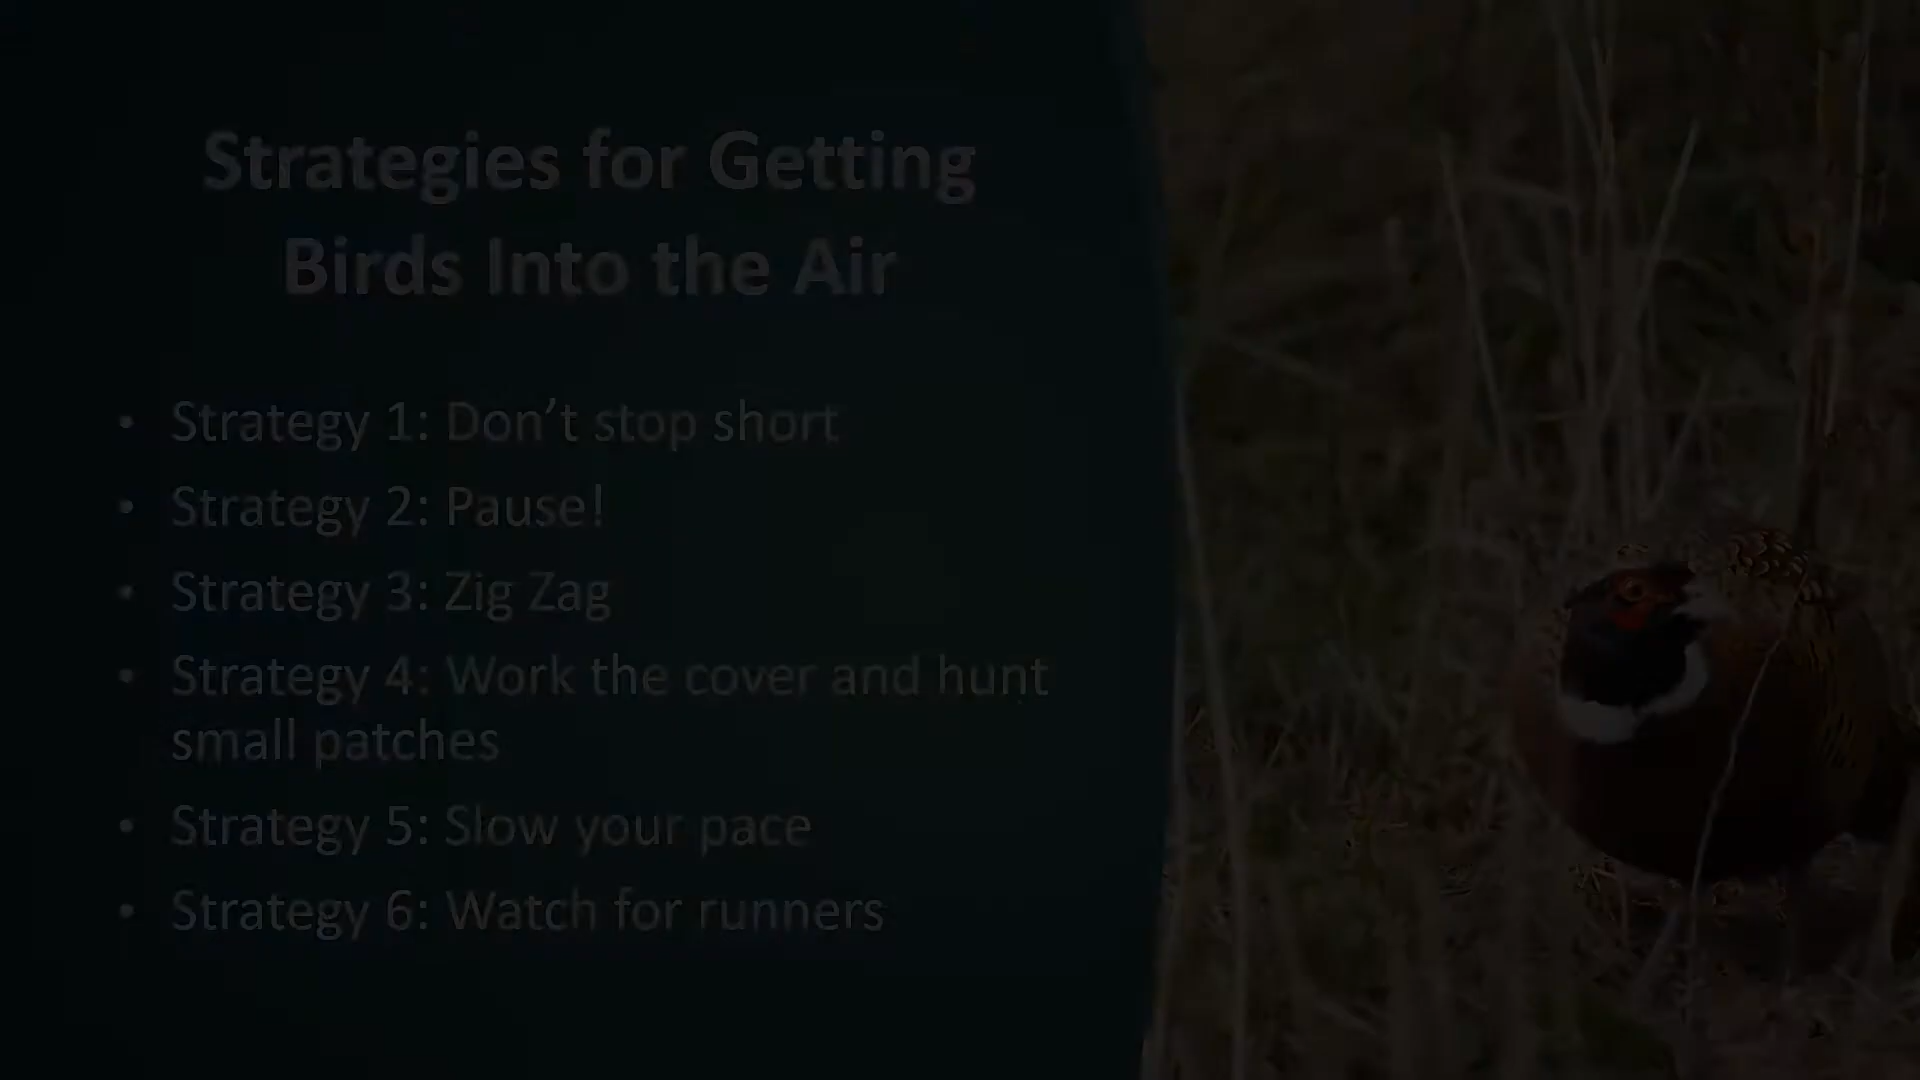 Strategies for Getting
Birds Into the Air
• Strategy 1: Don’t stop short
• Strategy 2: Pause!
• Strategy 3: Zig Zag
• Strategy 4: Work the cover and hunt
small patches
• Strategy 5: Slow your pace
• Strategy 6: Watch for runners